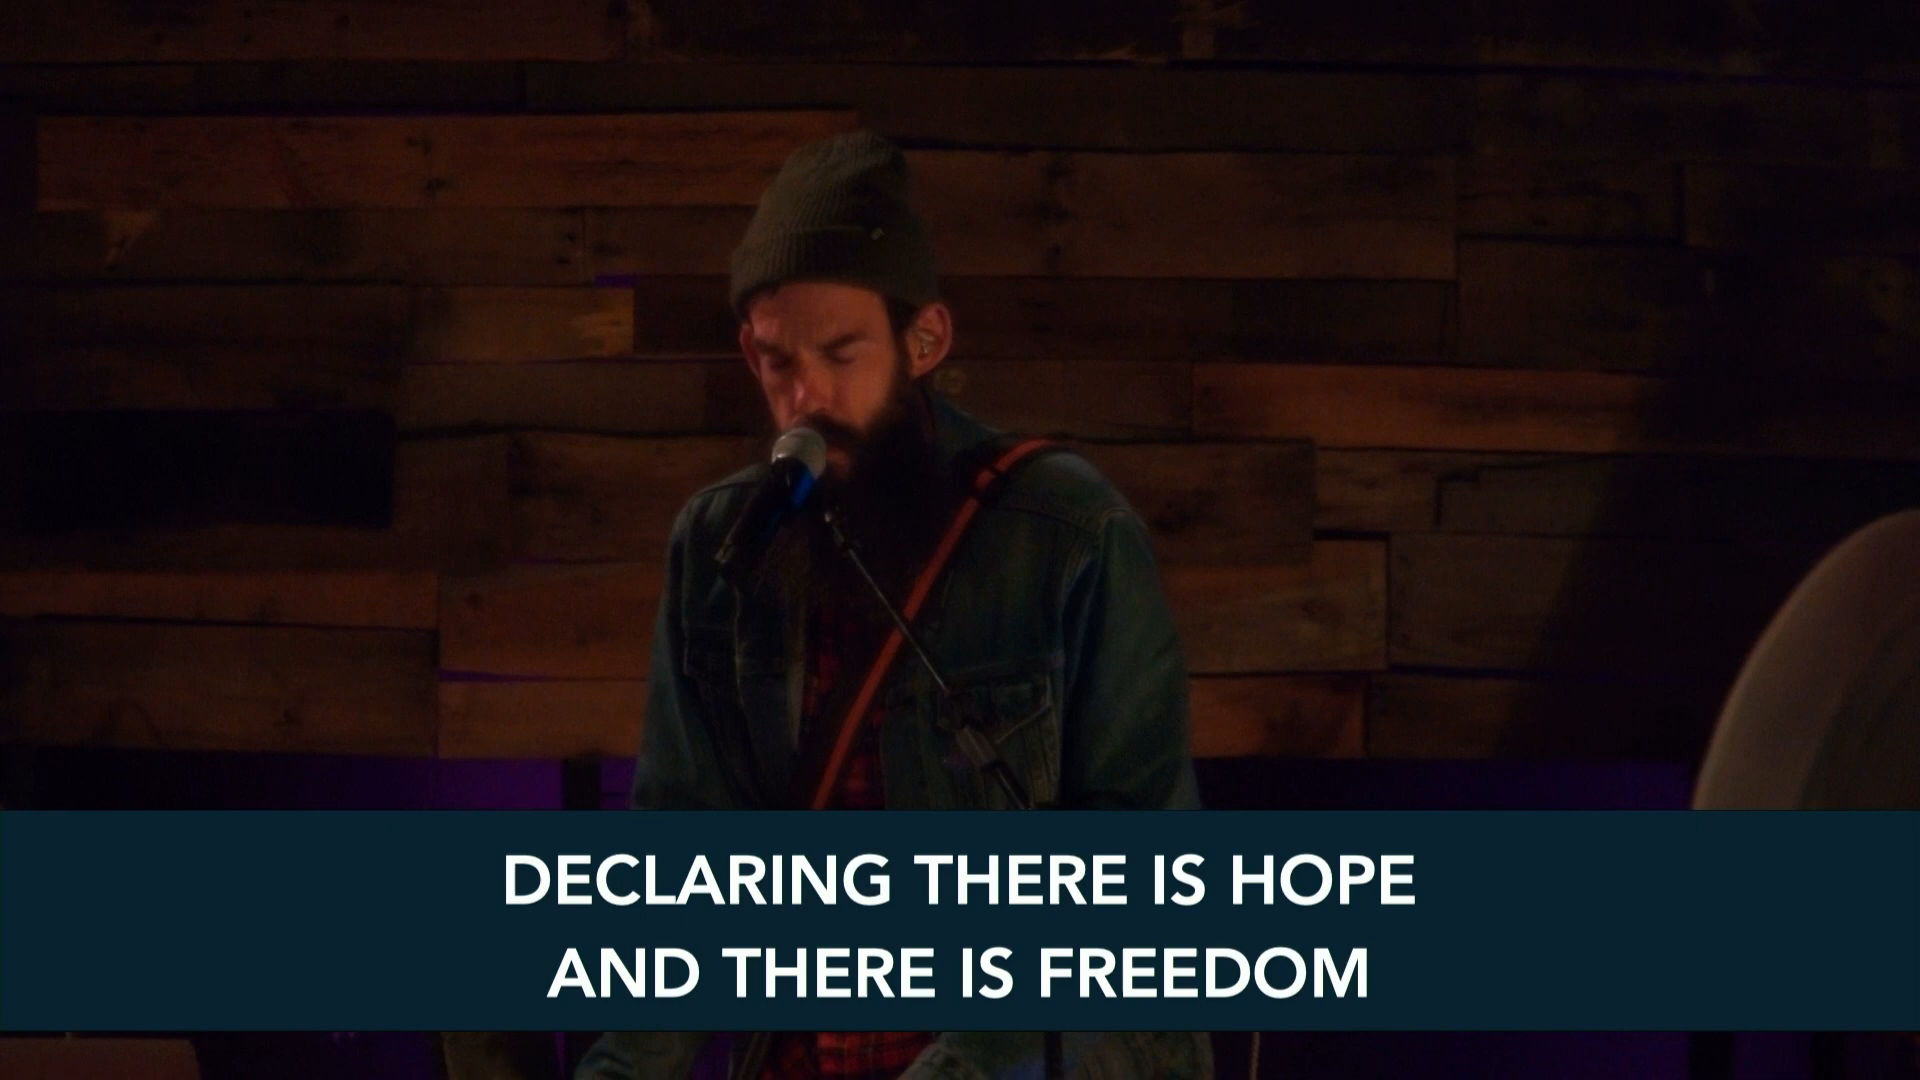 DECLARING THERE IS HOPE
AND THERE IS FREEDOM